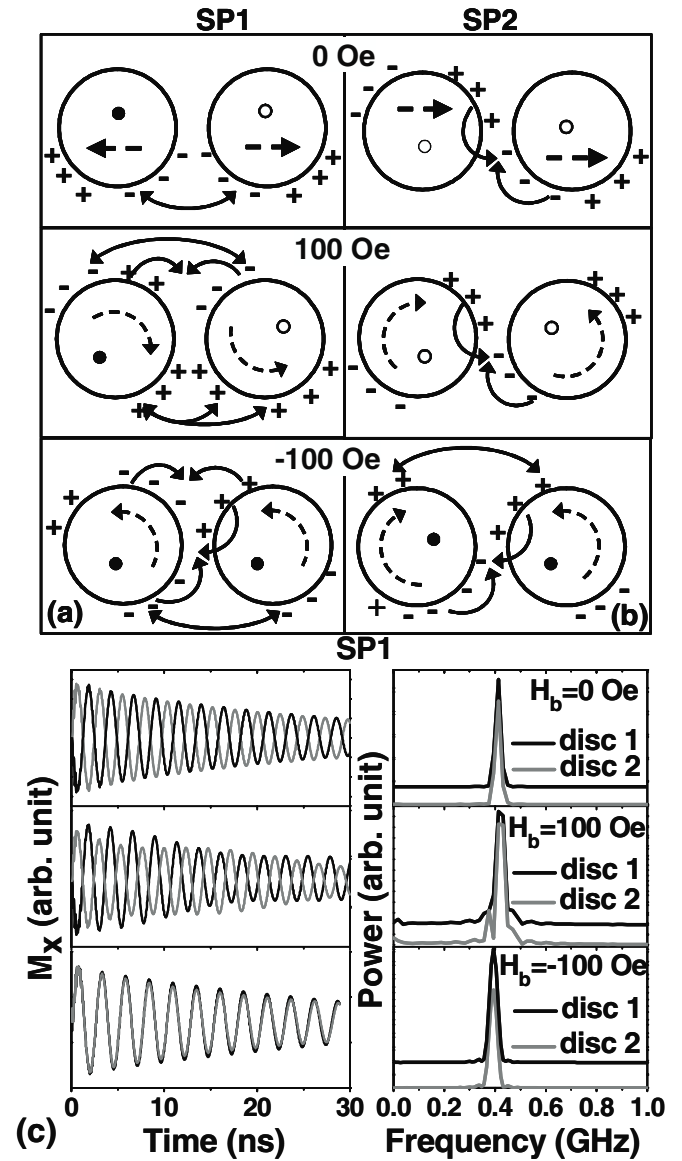 SP1 SP2
0 Oe
100 Oe
-100 Oe
(a) (b)
SP1
H_b=0 Oe
disc 1
disc 2
H_b=100 Oe
disc 1
disc 2
H_b=-100 Oe
disc 1
disc 2
M_X (arb. unit)
Power (arb. unit)
0 10 20 30 0.0 0.2 0.4 0.6 0.8 1.0
(c) Time (ns) Frequency (GHz)